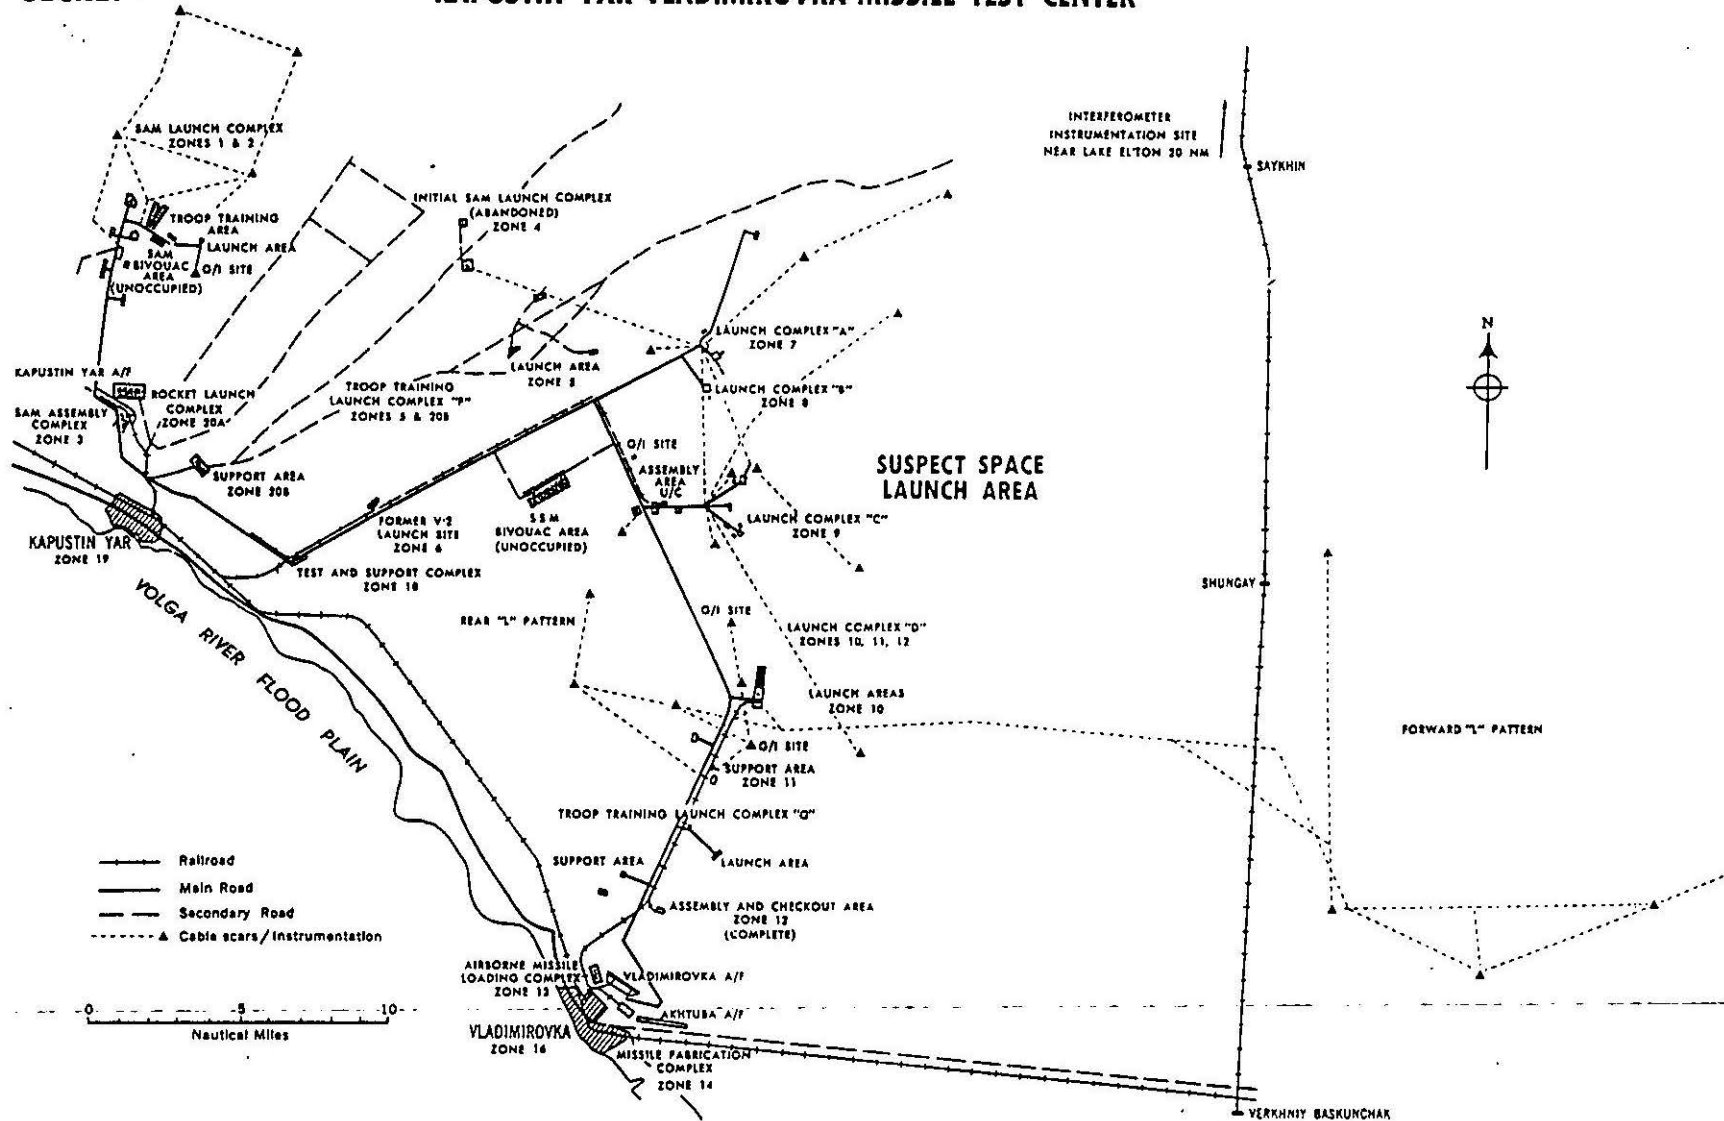 KAPUSTIN YAR VLADIMIROVKA MISSILE TEST CENTER
SAM LAUNCH COMPLEX
ZONES 1 & 2
TROOP TRAINING
AREA
LAUNCH AREA
SAM
BIVOUAC
AREA
(UNOCCUPIED)
O/I SITE
INITIAL SAM LAUNCH COMPLEX
(ABANDONED)
ZONE 4
INTERFEROMETER
INSTRUMENTATION SITE
NEAR LAKE ELTON 20 NM
SAYKHIN
N
KAPUSTIN YAR A/F
SAM ASSEMBLY
COMPLEX
ZONE 3
ROCKET LAUNCH
COMPLEX
ZONE 20A
TROOP TRAINING
LAUNCH COMPLEX "F"
ZONES 5 & 20B
LAUNCH AREA
ZONE 5
LAUNCH COMPLEX "A"
ZONE 7
LAUNCH COMPLEX "B"
ZONE 8
SUPPORT AREA
ZONE 20B
O/I SITE
ASSEMBLY
AREA
U/C
SUSPECT SPACE
LAUNCH AREA
FORMER V-2
LAUNCH SITE
ZONE 6
SSM
BIVOUAC AREA
(UNOCCUPIED)
LAUNCH COMPLEX "C"
ZONE 9
KAPUSTIN YAR
ZONE 19
TEST AND SUPPORT COMPLEX
ZONE 18
VOLGA RIVER FLOOD PLAIN
REAR "L" PATTERN
O/I SITE
LAUNCH COMPLEX "D"
ZONES 10, 11, 12
SHUNGAY
LAUNCH AREAS
ZONE 10
FORWARD "L" PATTERN
O/I SITE
SUPPORT AREA
ZONE 11
TROOP TRAINING LAUNCH COMPLEX "G"
SUPPORT AREA
LAUNCH AREA
Railroad
Main Road
Secondary Road
Cable scars/Instrumentation
ASSEMBLY AND CHECKOUT AREA
ZONE 12
(COMPLETE)
AIRBORNE MISSILE
LOADING COMPLEX
ZONE 13
VLADIMIROVKA A/F
AKHTUBA A/F
0 5 10
Nautical Miles
VLADIMIROVKA
ZONE 16
MISSILE FABRICATION
COMPLEX
ZONE 14
VERKHNIY BASKUNCHAK